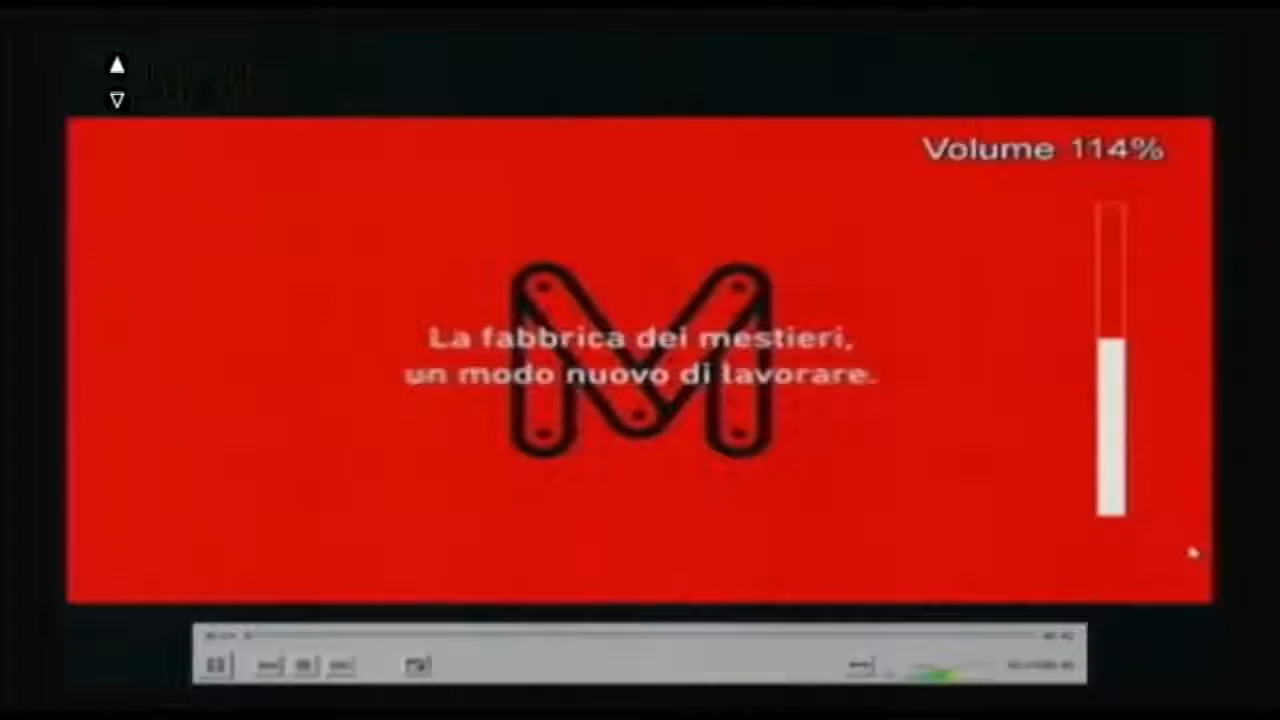 Volume 114%
La fabbrica dei mestieri,
un modo nuovo di lavorare.